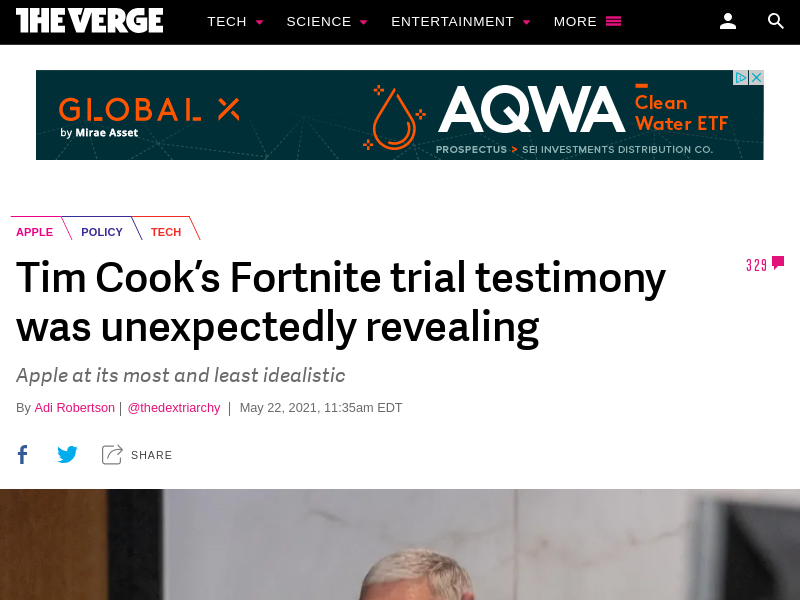 THE VERGE TECH SCIENCE ENTERTAINMENT MORE
GLOBAL X
by Mirae Asset
AQWA
Clean
Water ETF
PROSPECTUS > SEI INVESTMENTS DISTRIBUTION CO.
APPLE POLICY TECH
Tim Cook’s Fortnite trial testimony
was unexpectedly revealing
329
Apple at its most and least idealistic
By Adi Robertson | @thedextriarchy | May 22, 2021, 11:35am EDT
SHARE